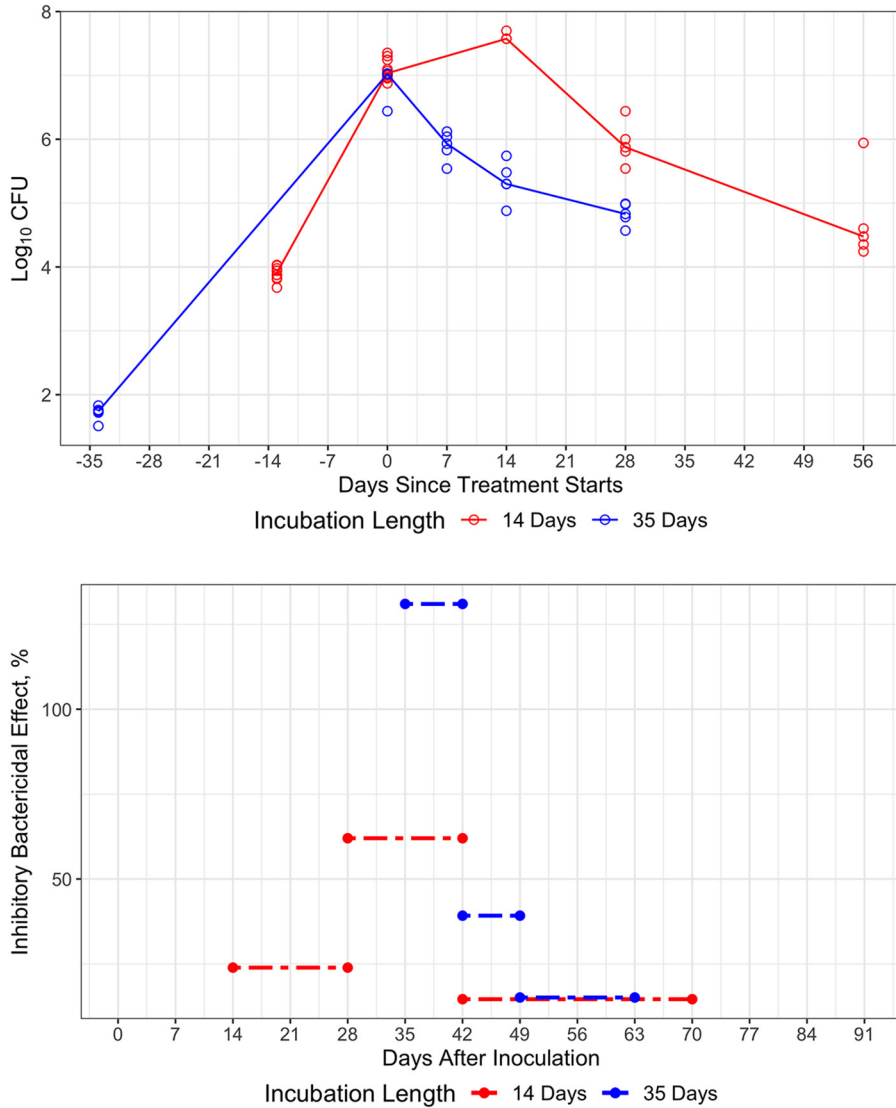 8
6
4
2
Log10 CFU
-35 -28 -21 -14 -7 0 7 14 21 28 35 42 49 56
Days Since Treatment Starts
Incubation Length 14 Days 35 Days
100
50
Inhibitory Bactericidal Effect, %
0 7 14 21 28 35 42 49 56 63 70 77 84 91
Days After Inoculation
Incubation Length 14 Days 35 Days